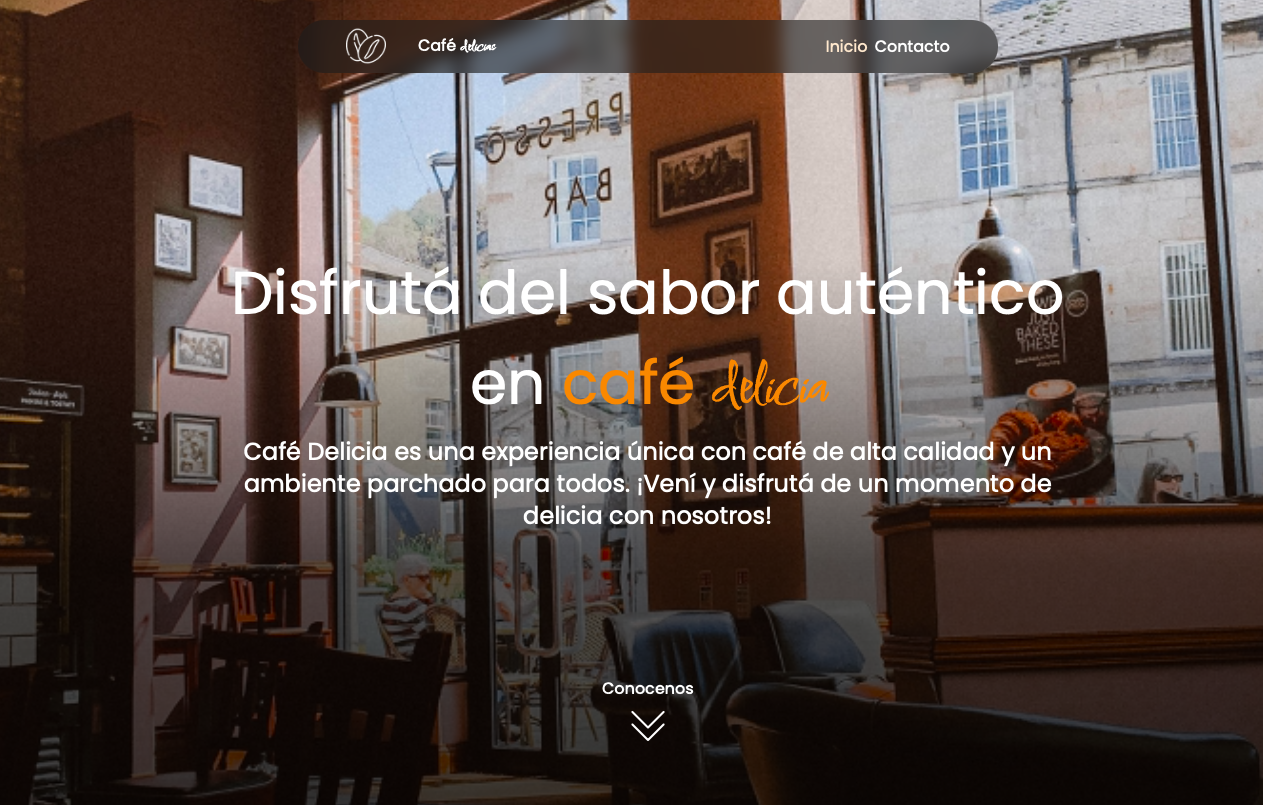 Café delicias
Inicio Contacto
PRESSO
BAR
JUST
BAKED
THESE
Disfrutá del sabor auténtico
en café delicia
Café Delicia es una experiencia única con café de alta calidad y un
ambiente parchado para todos. ¡Vení y disfrutá de un momento de
delicia con nosotros!
Conocenos